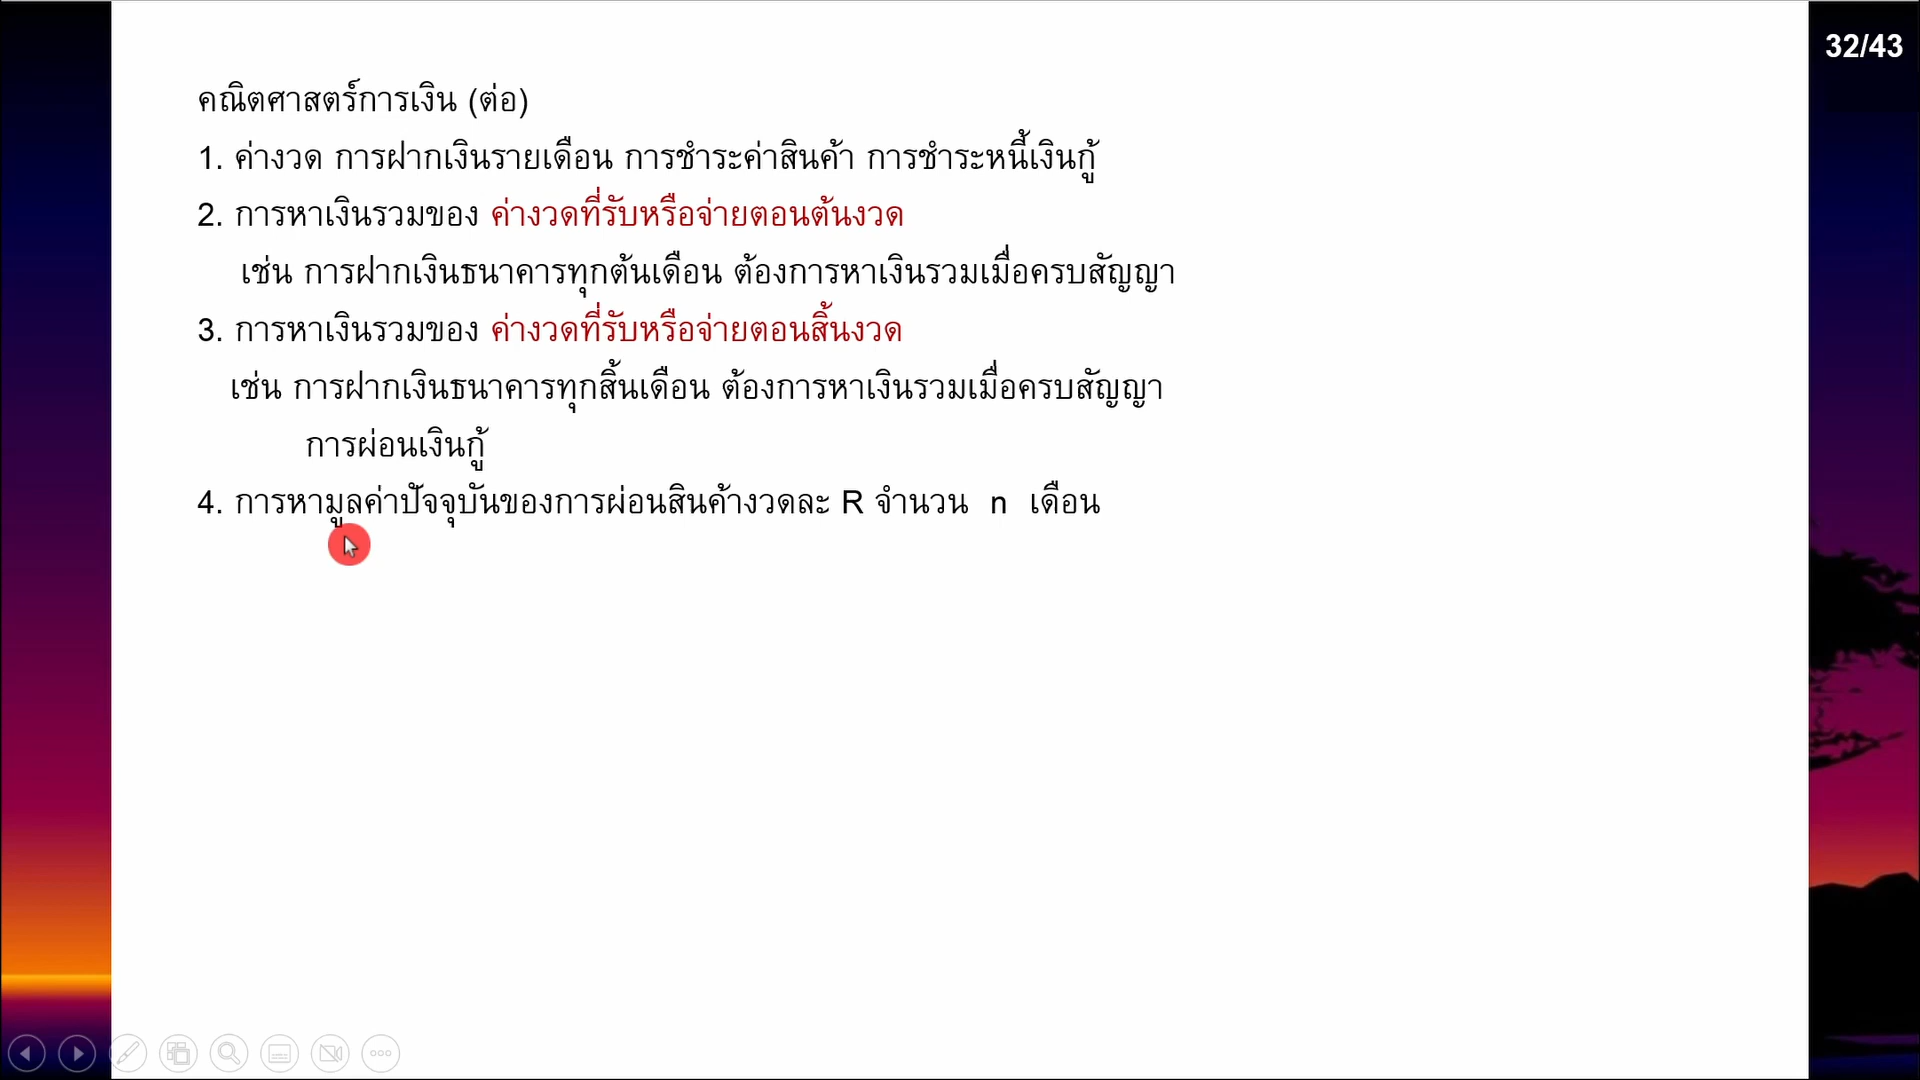 32/43
คณิตศาสตร์การเงิน (ต่อ)
1. ค่างวด การฝากเงินรายเดือน การชำระค่าสินค้า การชำระหนี้เงินกู้
2. การหาเงินรวมของ ค่างวดที่รับหรือจ่ายตอนต้นงวด
เช่น การฝากเงินธนาคารทุกต้นเดือน ต้องการหาเงินรวมเมื่อครบสัญญา
3. การหาเงินรวมของ ค่างวดที่รับหรือจ่ายตอนสิ้นงวด
เช่น การฝากเงินธนาคารทุกสิ้นเดือน ต้องการหาเงินรวมเมื่อครบสัญญา
การผ่อนเงินกู้
4. การหามูลค่าปัจจุบันของการผ่อนสินค้างวดละ R จำนวน n เดือน